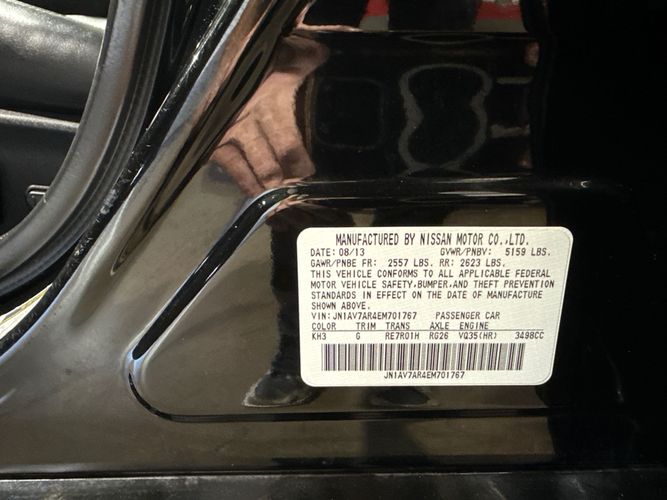 MANUFACTURED BY NISSAN MOTOR CO.,LTD.
DATE: 08/13 GVWR/PNBV: 5159 LBS.
GAWR/PNBE FR: 2557 LBS. RR: 2623 LBS.
THIS VEHICLE CONFORMS TO ALL APPLICABLE FEDERAL
MOTOR VEHICLE SAFETY,BUMPER,AND THEFT PREVENTION
STANDARDS IN EFFECT ON THE DATE OF MANUFACTURE
SHOWN ABOVE.
VIN: JN1AV7AR4EM701767 PASSENGER CAR
COLOR TRIM TRANS AXLE ENGINE
KH3 G RE7R01H RG26 VQ35(HR) 3498CC
JN1AV7AR4EM701767